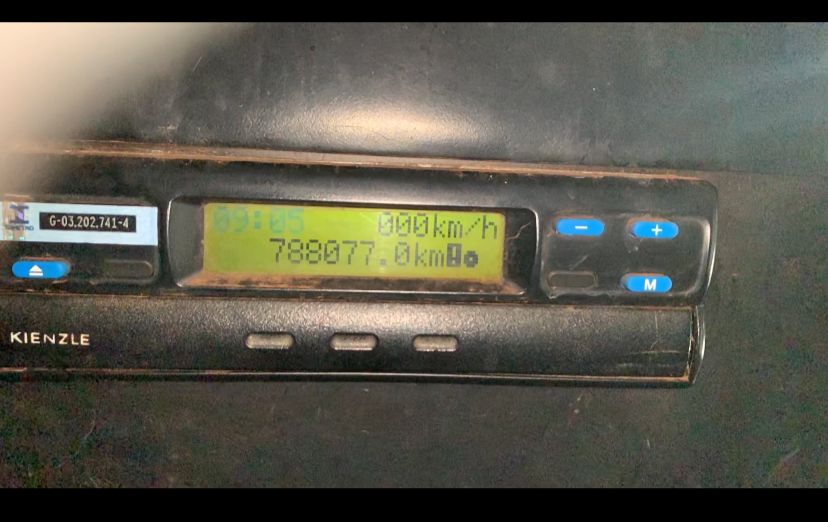 G-03.202.741-4
09:05 000km/h
788077.0km
− +
M
KIENZLE